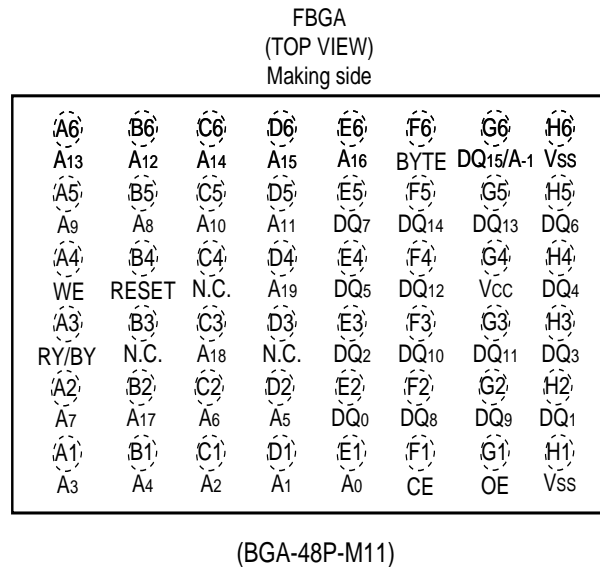 FBGA
(TOP VIEW)
Making side
A6 B6 C6 D6 E6 F6 G6 H6
A13 A12 A14 A15 A16 BYTE DQ15/A-1 VSS
A5 B5 C5 D5 E5 F5 G5 H5
A9 A8 A10 A11 DQ7 DQ14 DQ13 DQ6
A4 B4 C4 D4 E4 F4 G4 H4
WE RESET N.C. A19 DQ5 DQ12 VCC DQ4
A3 B3 C3 D3 E3 F3 G3 H3
RY/BY N.C. A18 N.C. DQ2 DQ10 DQ11 DQ3
A2 B2 C2 D2 E2 F2 G2 H2
A7 A17 A6 A5 DQ0 DQ8 DQ9 DQ1
A1 B1 C1 D1 E1 F1 G1 H1
A3 A4 A2 A1 A0 CE OE VSS
(BGA-48P-M11)